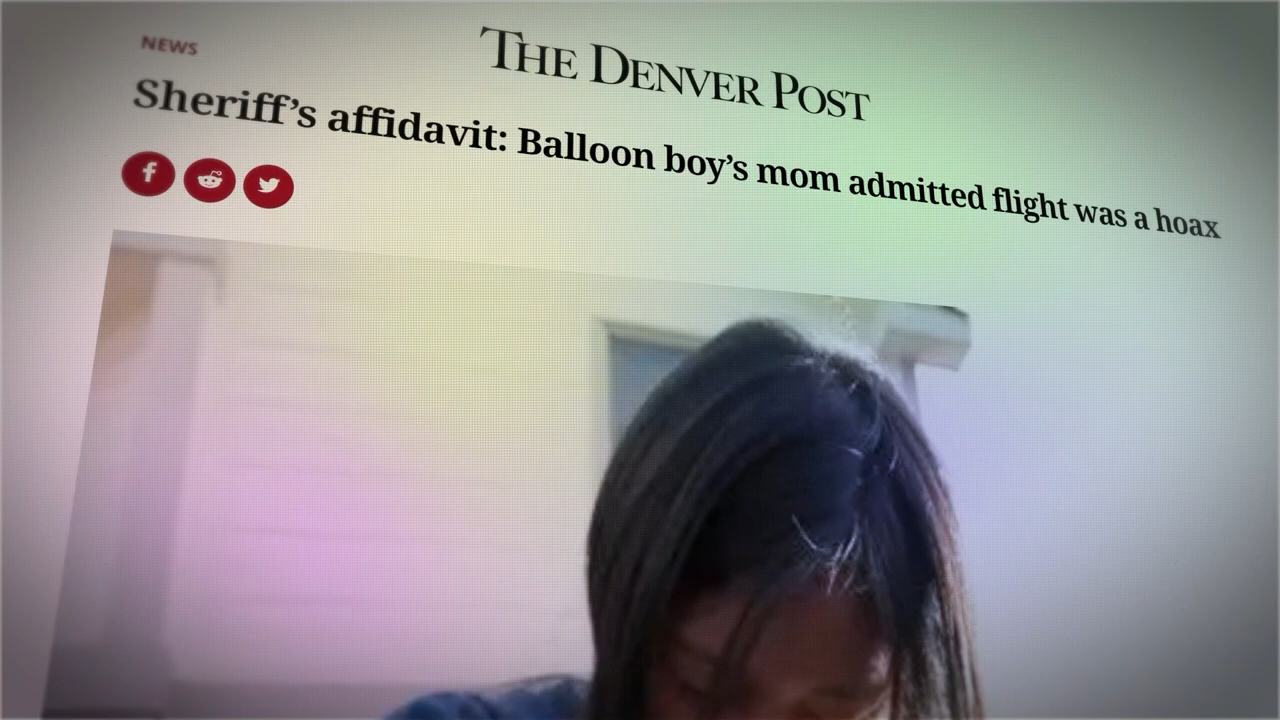 NEWS
THE DENVER POST
Sheriff’s affidavit: Balloon boy’s mom admitted flight was a hoax